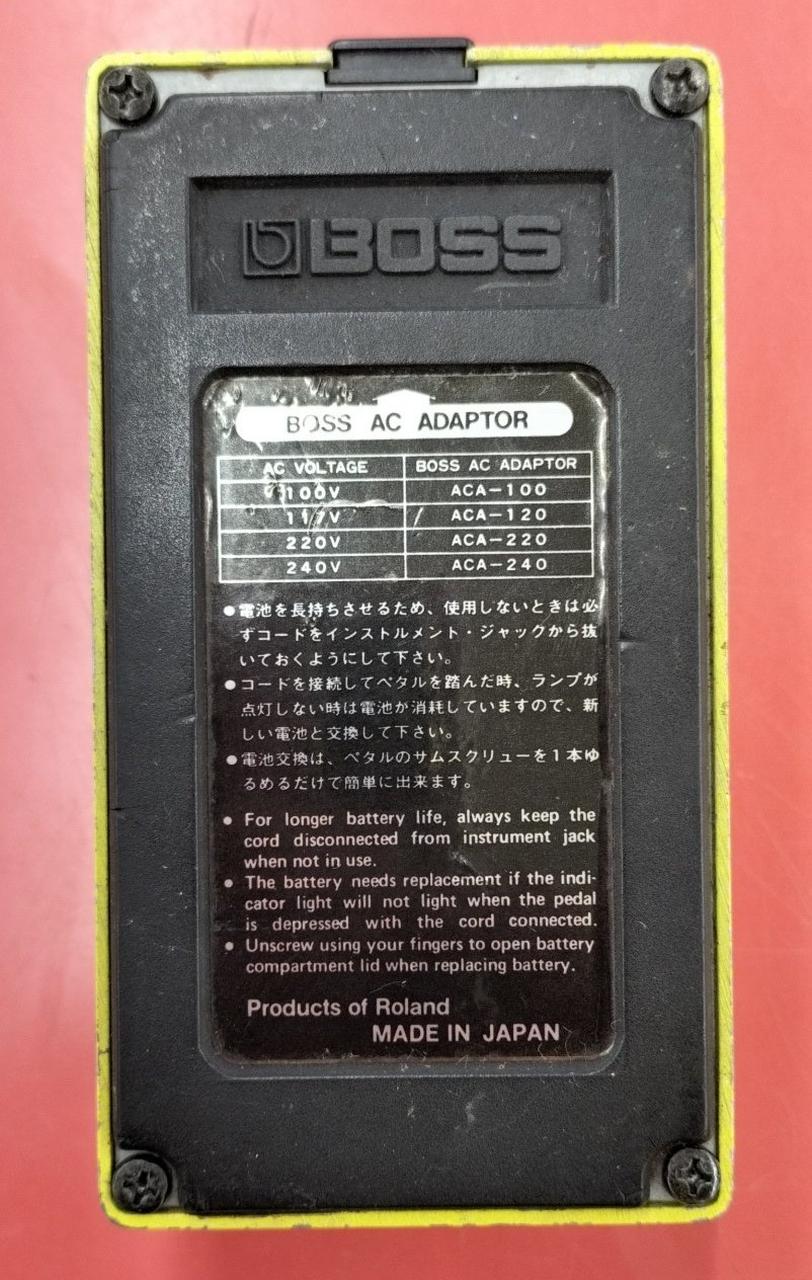 BOSS
BOSS AC ADAPTOR
AC VOLTAGE BOSS AC ADAPTOR
100V ACA-100
117V ACA-120
220V ACA-220
240V ACA-240
●電池を長持ちさせるため、使用しないときは必
ずコードをインストルメント・ジャックから抜
いておくようにして下さい。
●コードを接続してペタルを踏んだ時、ランプが
点灯しない時は電池が消耗していますので、新
しい電池と交換して下さい。
●電池交換は、ペタルのサムスクリューを1本ゆ
るめるだけで簡単に出来ます。
● For longer battery life, always keep the
cord disconnected from instrument jack
when not in use.
● The battery needs replacement if the indi-
cator light will not light when the pedal
is depressed with the cord connected.
● Unscrew using your fingers to open battery
compartment lid when replacing battery.
Products of Roland
MADE IN JAPAN